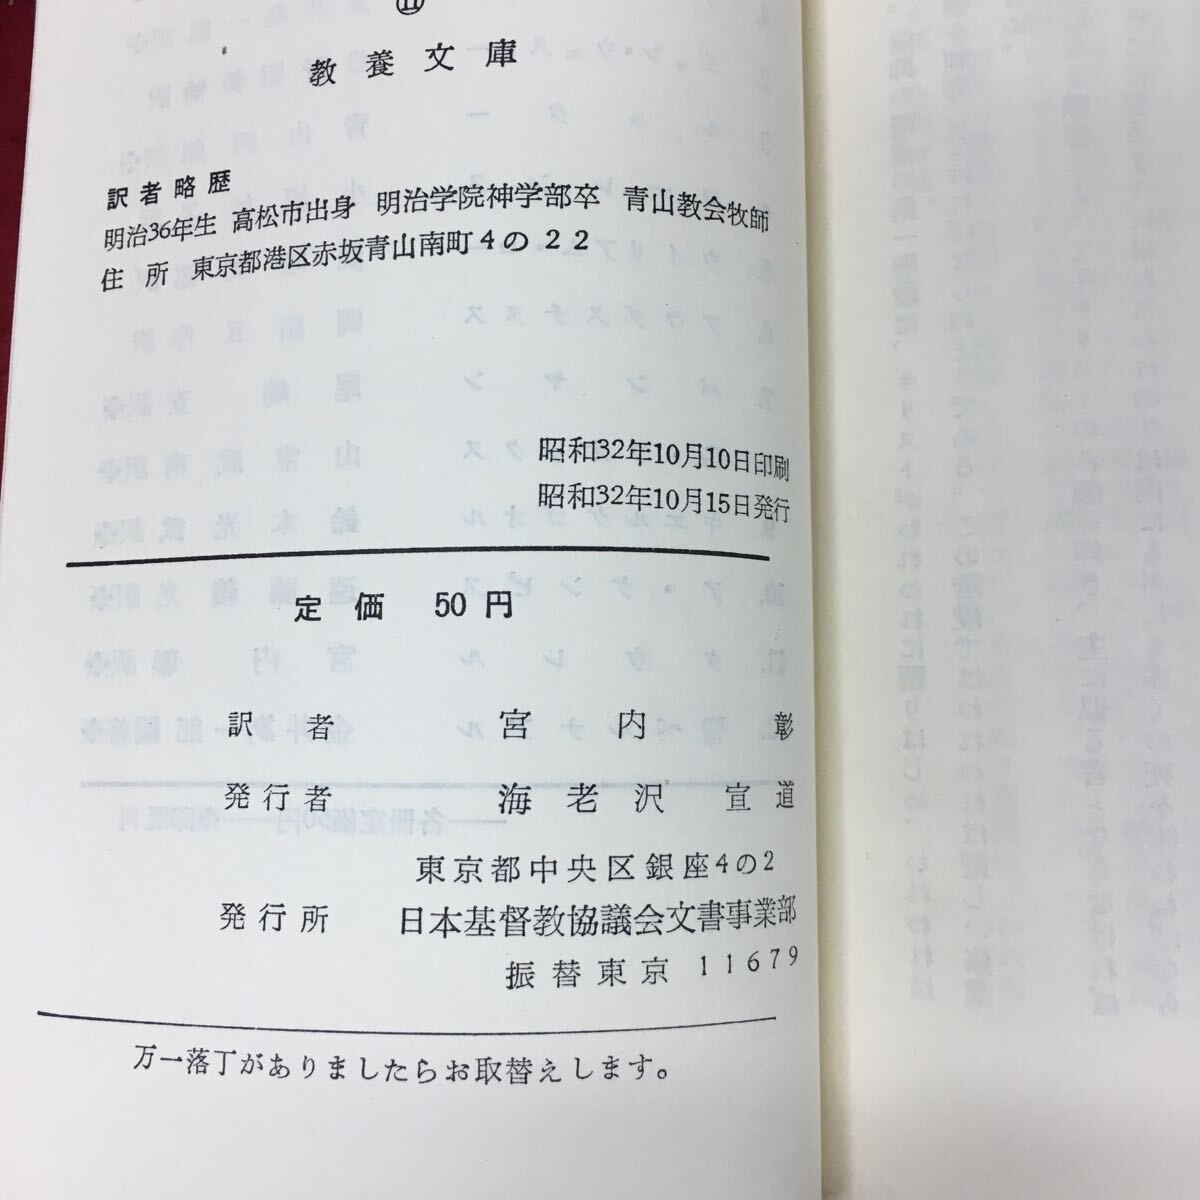 ⑪
教養文庫
訳者略歴
明治36年生 高松市出身 明治学院神学部卒 青山教会牧師
住所 東京都港区赤坂青山南町4の22
昭和32年10月10日印刷
昭和32年10月15日発行
定価 50円
訳者 宮内 彰
発行者 海老沢 宣道
東京都中央区銀座4の2
発行所 日本基督教協議会文書事業部
振替東京 11679
万一落丁がありましたらお取替えします。